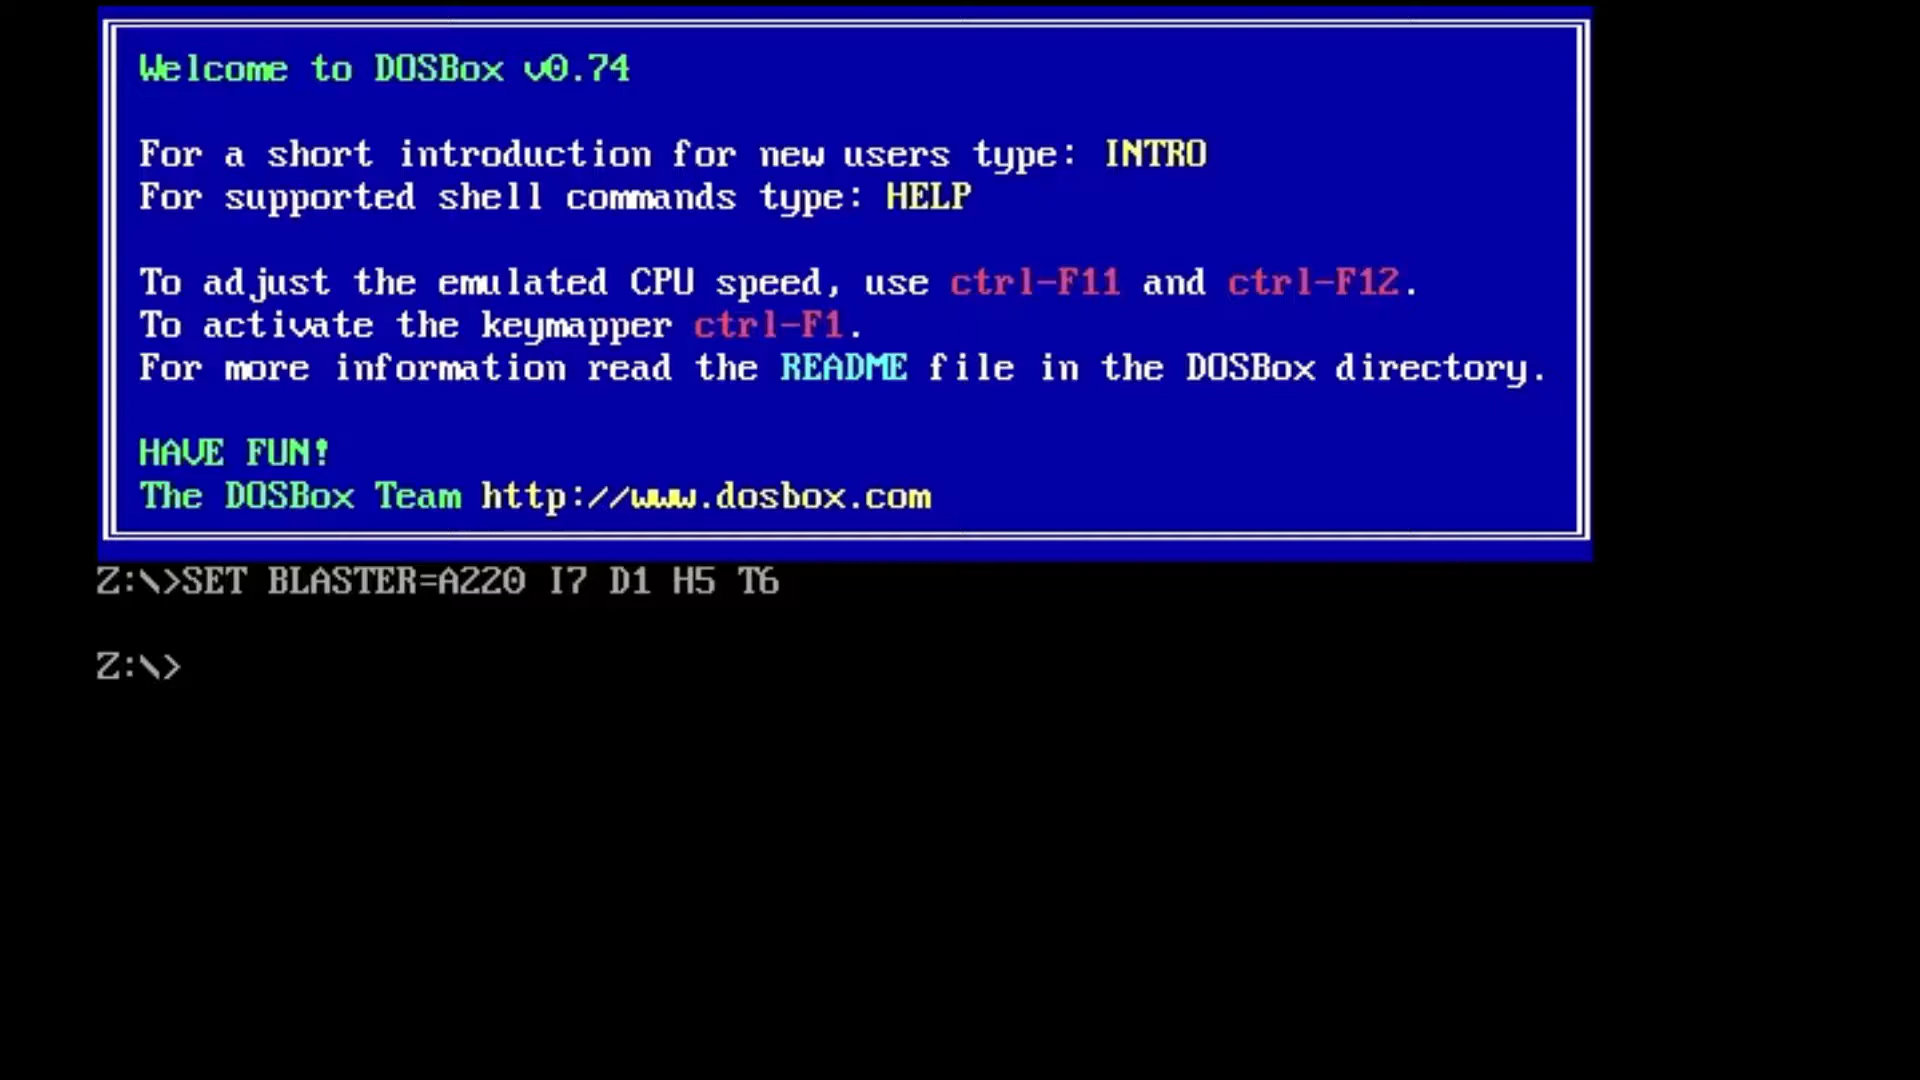 Welcome to DOSBox v0.74
For a short introduction for new users type: INTRO
For supported shell commands type: HELP
To adjust the emulated CPU speed, use ctrl-F11 and ctrl-F12.
To activate the keymapper ctrl-F1.
For more information read the README file in the DOSBox directory.
HAVE FUN!
The DOSBox Team http://www.dosbox.com
Z:\>SET BLASTER=A220 I7 D1 H5 T6
Z:\>